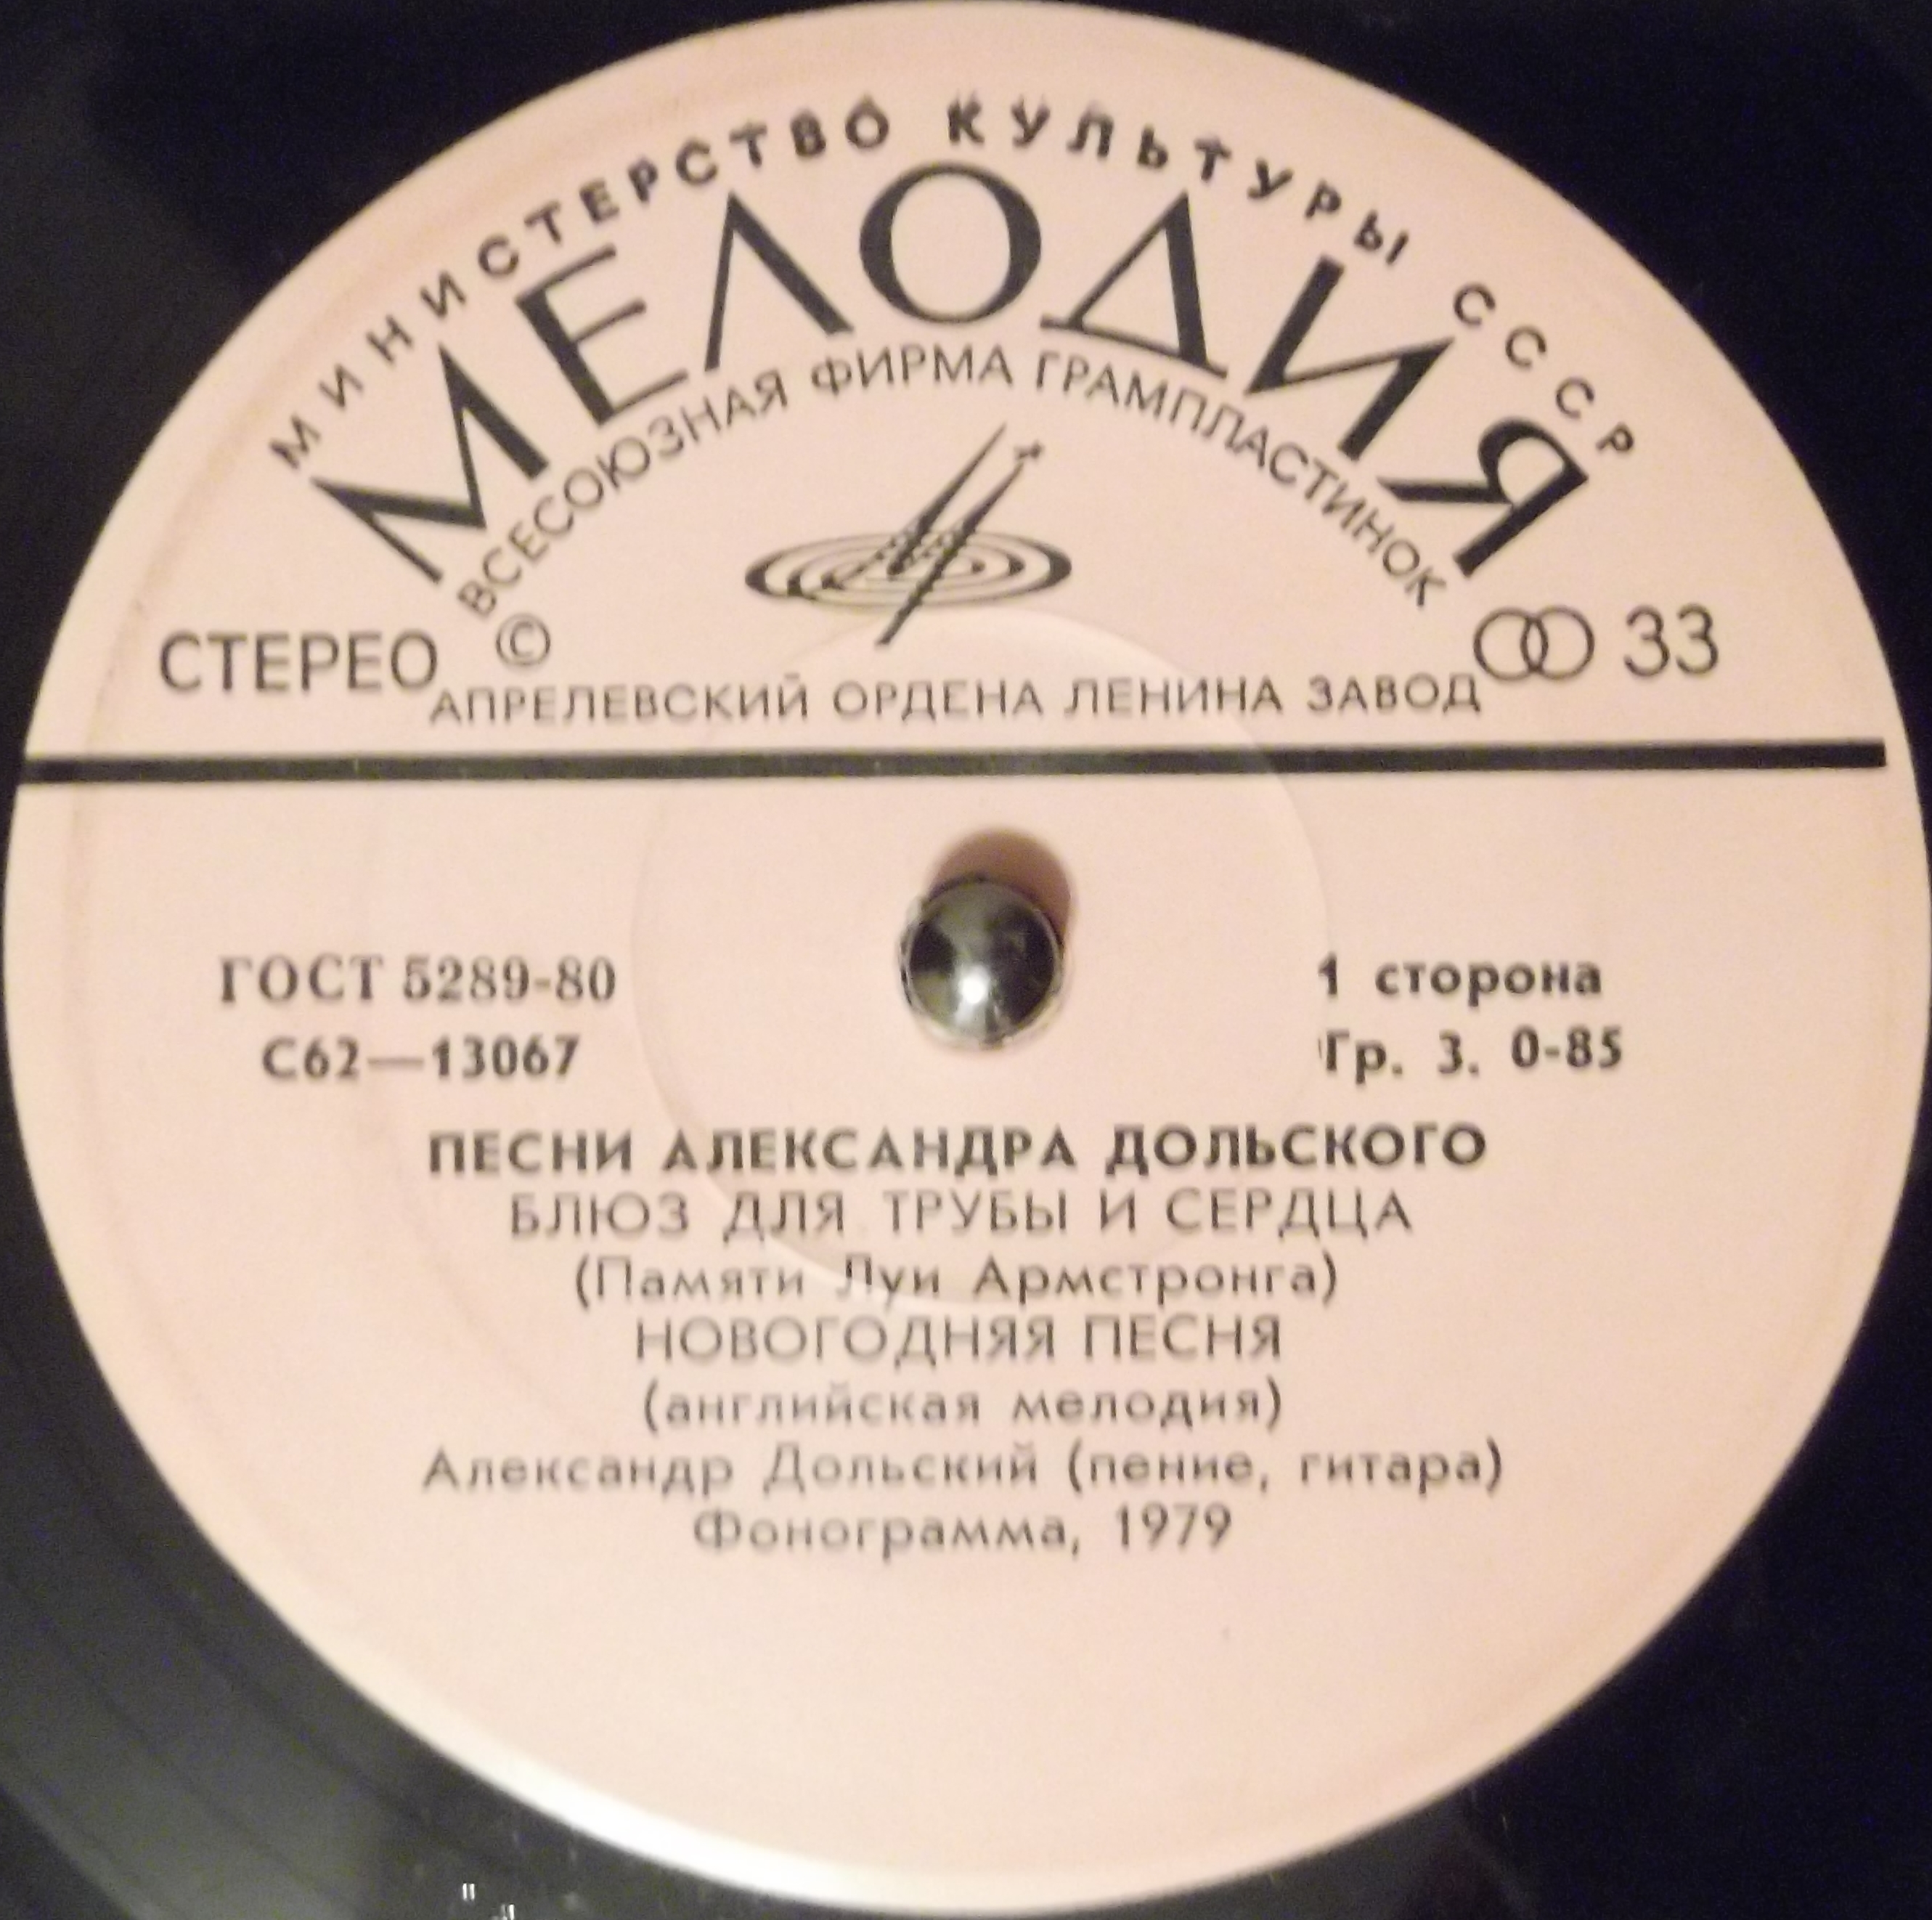 МИНИСТЕРСТВО КУЛЬТУРЫ СССР
МЕЛОДИЯ
ВСЕСОЮЗНАЯ ФИРМА ГРАМПЛАСТИНОК
СТЕРЕО © 33
АПРЕЛЕВСКИЙ ОРДЕНА ЛЕНИНА ЗАВОД
ГОСТ 5289-80 1 сторона
С62—13067 Гр. 3. 0-85
ПЕСНИ АЛЕКСАНДРА ДОЛЬСКОГО
БЛЮЗ ДЛЯ ТРУБЫ И СЕРДЦА
(Памяти Луи Армстронга)
НОВОГОДНЯЯ ПЕСНЯ
(английская мелодия)
Александр Дольский (пение, гитара)
Фонограмма, 1979